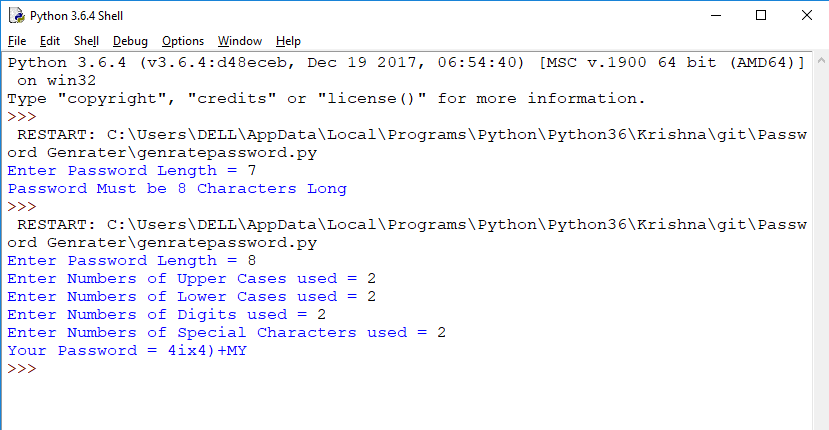 Python 3.6.4 Shell
File Edit Shell Debug Options Window Help
Python 3.6.4 (v3.6.4:d48eceb, Dec 19 2017, 06:54:40) [MSC v.1900 64 bit (AMD64)]
 on win32
Type "copyright", "credits" or "license()" for more information.
>>>
 RESTART: C:\Users\DELL\AppData\Local\Programs\Python\Python36\Krishna\git\Passw
ord Genrater\genratepassword.py
Enter Password Length = 7
Password Must be 8 Characters Long
>>>
 RESTART: C:\Users\DELL\AppData\Local\Programs\Python\Python36\Krishna\git\Passw
ord Genrater\genratepassword.py
Enter Password Length = 8
Enter Numbers of Upper Cases used = 2
Enter Numbers of Lower Cases used = 2
Enter Numbers of Digits used = 2
Enter Numbers of Special Characters used = 2
Your Password = 4ix4)+MY
>>>